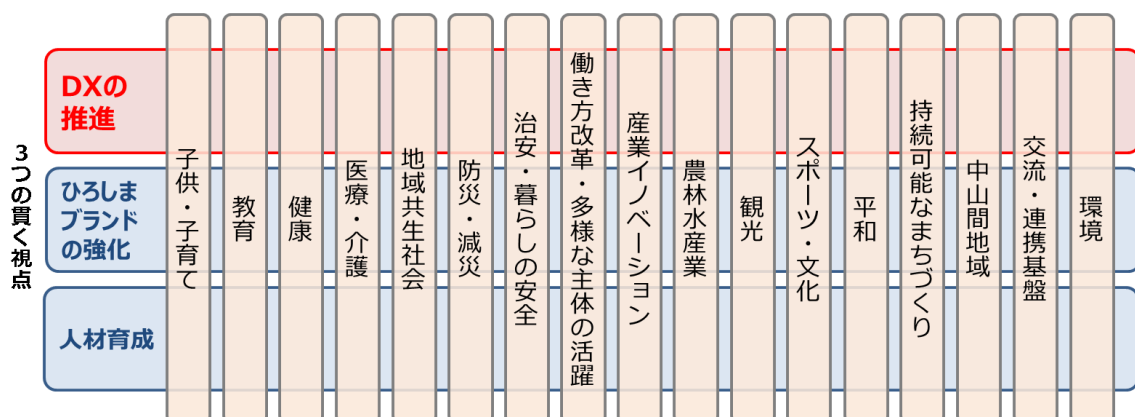 3つの貫く視点
DXの
推進
ひろしま
ブランド
の強化
人材育成
子供・子育て
教育
健康
医療・介護
地域共生社会
防災・減災
治安・暮らしの安全
働き方改革・多様な主体の活躍
産業イノベーション
農林水産業
観光
スポーツ・文化
平和
持続可能なまちづくり
中山間地域
交流・連携基盤
環境